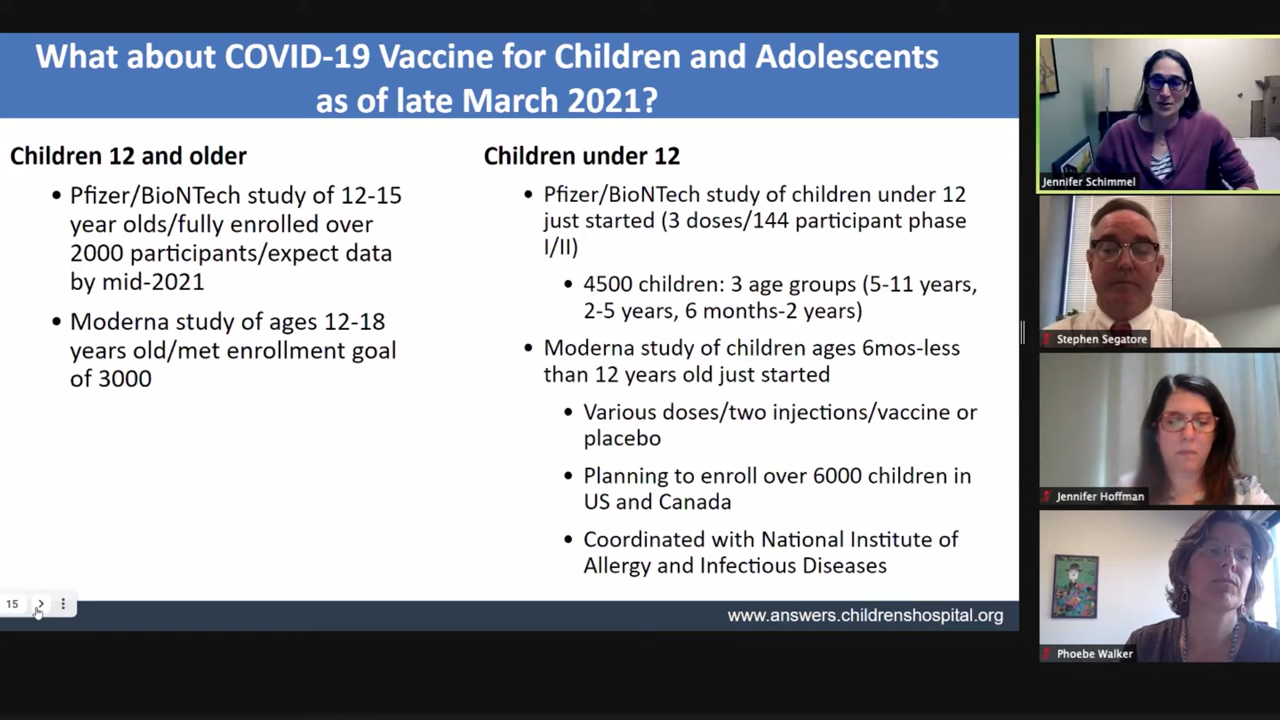 What about COVID-19 Vaccine for Children and Adolescents
as of late March 2021?
Children 12 and older
• Pfizer/BioNTech study of 12-15
year olds/fully enrolled over
2000 participants/expect data
by mid-2021
• Moderna study of ages 12-18
years old/met enrollment goal
of 3000
Children under 12
• Pfizer/BioNTech study of children under 12
just started (3 doses/144 participant phase
I/II)
• 4500 children: 3 age groups (5-11 years,
2-5 years, 6 months-2 years)
• Moderna study of children ages 6mos-less
than 12 years old just started
• Various doses/two injections/vaccine or
placebo
• Planning to enroll over 6000 children in
US and Canada
• Coordinated with National Institute of
Allergy and Infectious Diseases
15
www.answers.childrenshospital.org
Jennifer Schimmel
Stephen Segatore
Jennifer Hoffman
Phoebe Walker